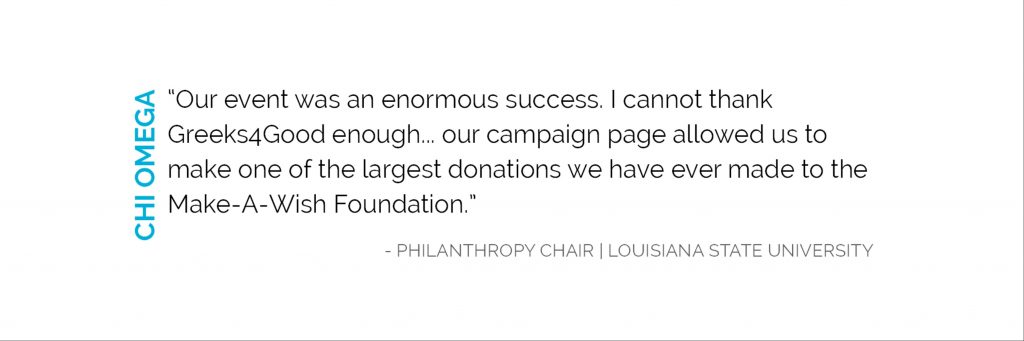 CHI OMEGA
“Our event was an enormous success. I cannot thank
Greeks4Good enough... our campaign page allowed us to
make one of the largest donations we have ever made to the
Make-A-Wish Foundation.”
- PHILANTHROPY CHAIR | LOUISIANA STATE UNIVERSITY